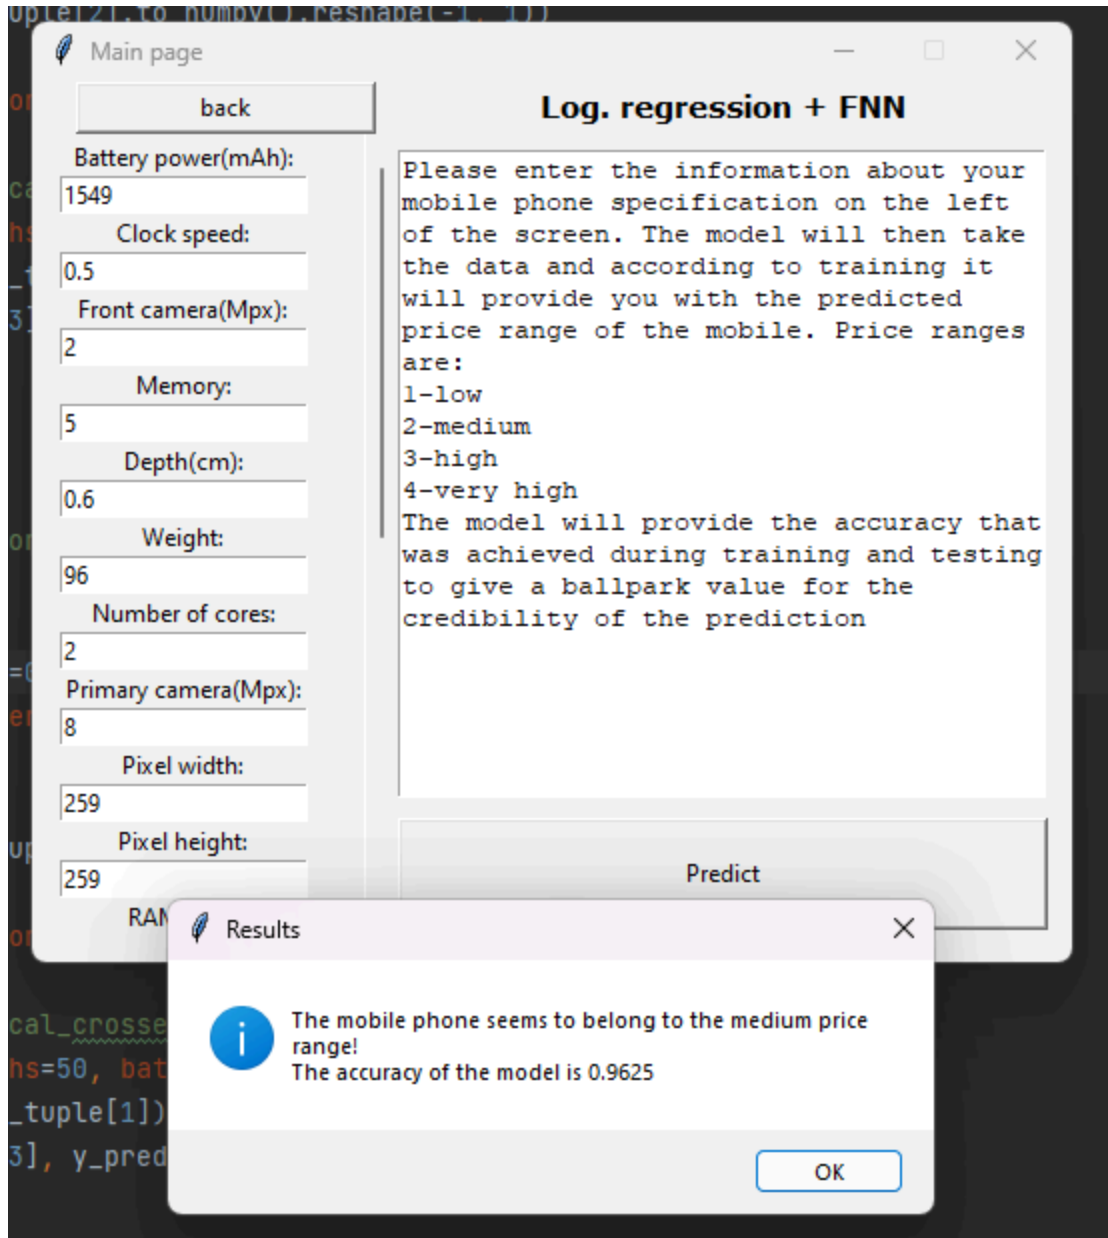 uple[2].to_numpy().reshape(-1, 1))
Main page
back
Log. regression + FNN
Battery power(mAh):
1549
Clock speed:
0.5
Front camera(Mpx):
2
Memory:
5
Depth(cm):
0.6
Weight:
96
Number of cores:
2
Primary camera(Mpx):
8
Pixel width:
259
Pixel height:
259
Please enter the information about your
mobile phone specification on the left
of the screen. The model will then take
the data and according to training it
will provide you with the predicted
price range of the mobile. Price ranges
are:
1-low
2-medium
3-high
4-very high
The model will provide the accuracy that
was achieved during training and testing
to give a ballpark value for the
credibility of the prediction
Predict
Results
The mobile phone seems to belong to the medium price
range!
The accuracy of the model is 0.9625
OK
cal_crosse
hs=50, bat
_tuple[1])
3], y_pred